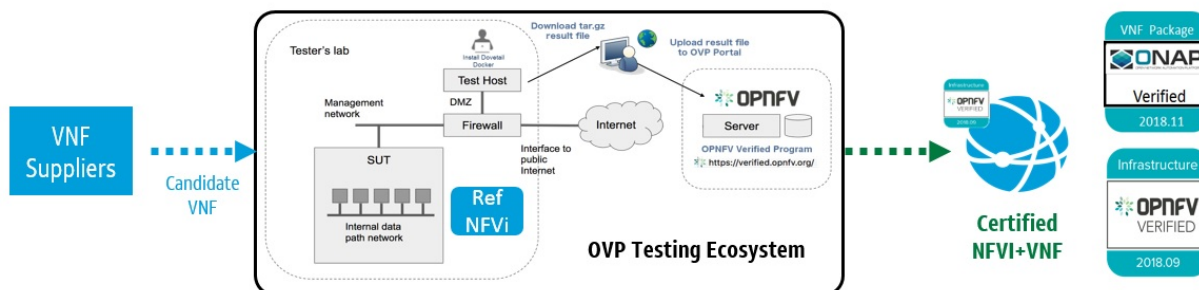 VNF
Suppliers
Candidate
VNF
Tester's lab
Install Dovetail
Docker
Test Host
DMZ
Management
network
Firewall
Internet
Interface to
public
Internet
SUT
Internal data
path network
Ref
NFVi
Download tar.gz
result file
Upload result file
to OVP Portal
OPNFV
Server
OPNFV Verified Program
https://verified.opnfv.org/
OVP Testing Ecosystem
Infrastructure
OPNFV
VERIFIED
2018.09
Certified
NFVI+VNF
VNF Package
ONAP
Verified
2018.11
Infrastructure
OPNFV
VERIFIED
2018.09